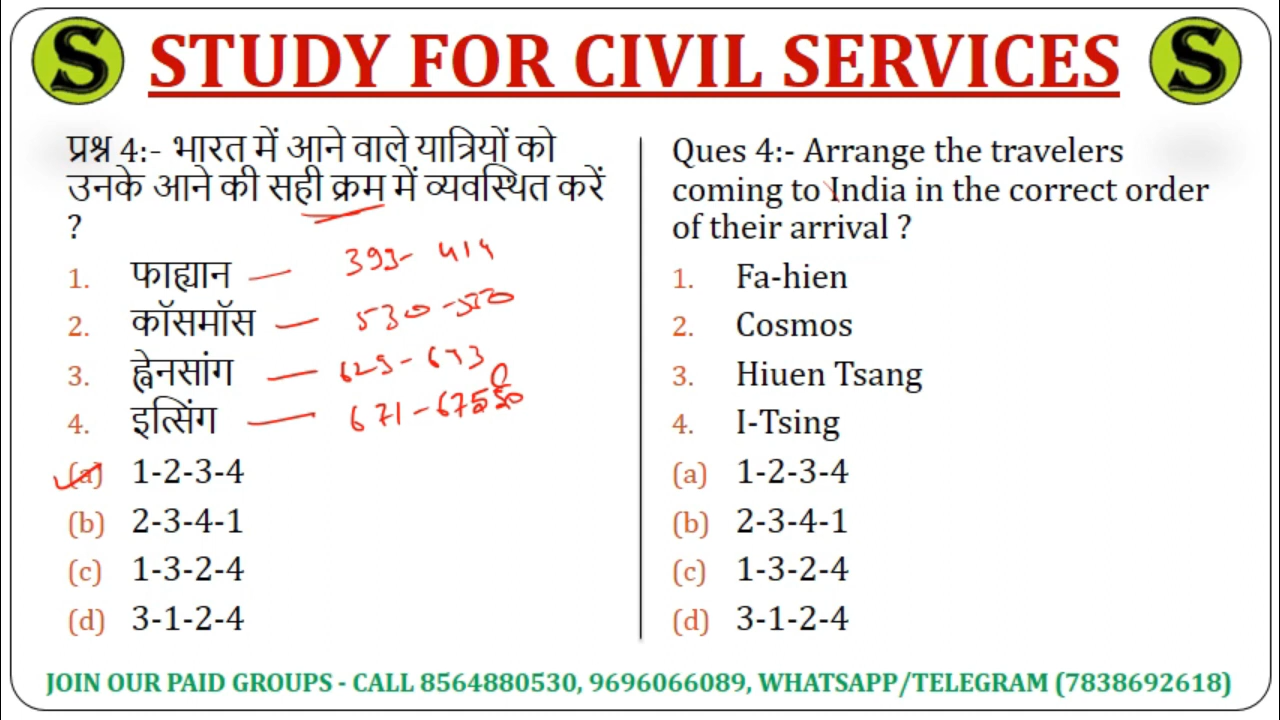 S STUDY FOR CIVIL SERVICES S
प्रश्न 4:- भारत में आने वाले यात्रियों को
उनके आने की सही क्रम में व्यवस्थित करें
?
1. फाह्यान — 393- 414
2. कॉसमॉस —
3. ह्वेनसांग —
4. इत्सिंग — 671-675
(a) 1-2-3-4
(b) 2-3-4-1
(c) 1-3-2-4
(d) 3-1-2-4
Ques 4:- Arrange the travelers
coming to India in the correct order
of their arrival ?
1. Fa-hien
2. Cosmos
3. Hiuen Tsang
4. I-Tsing
(a) 1-2-3-4
(b) 2-3-4-1
(c) 1-3-2-4
(d) 3-1-2-4
JOIN OUR PAID GROUPS - CALL 8564880530, 9696066089, WHATSAPP/TELEGRAM (7838692618)